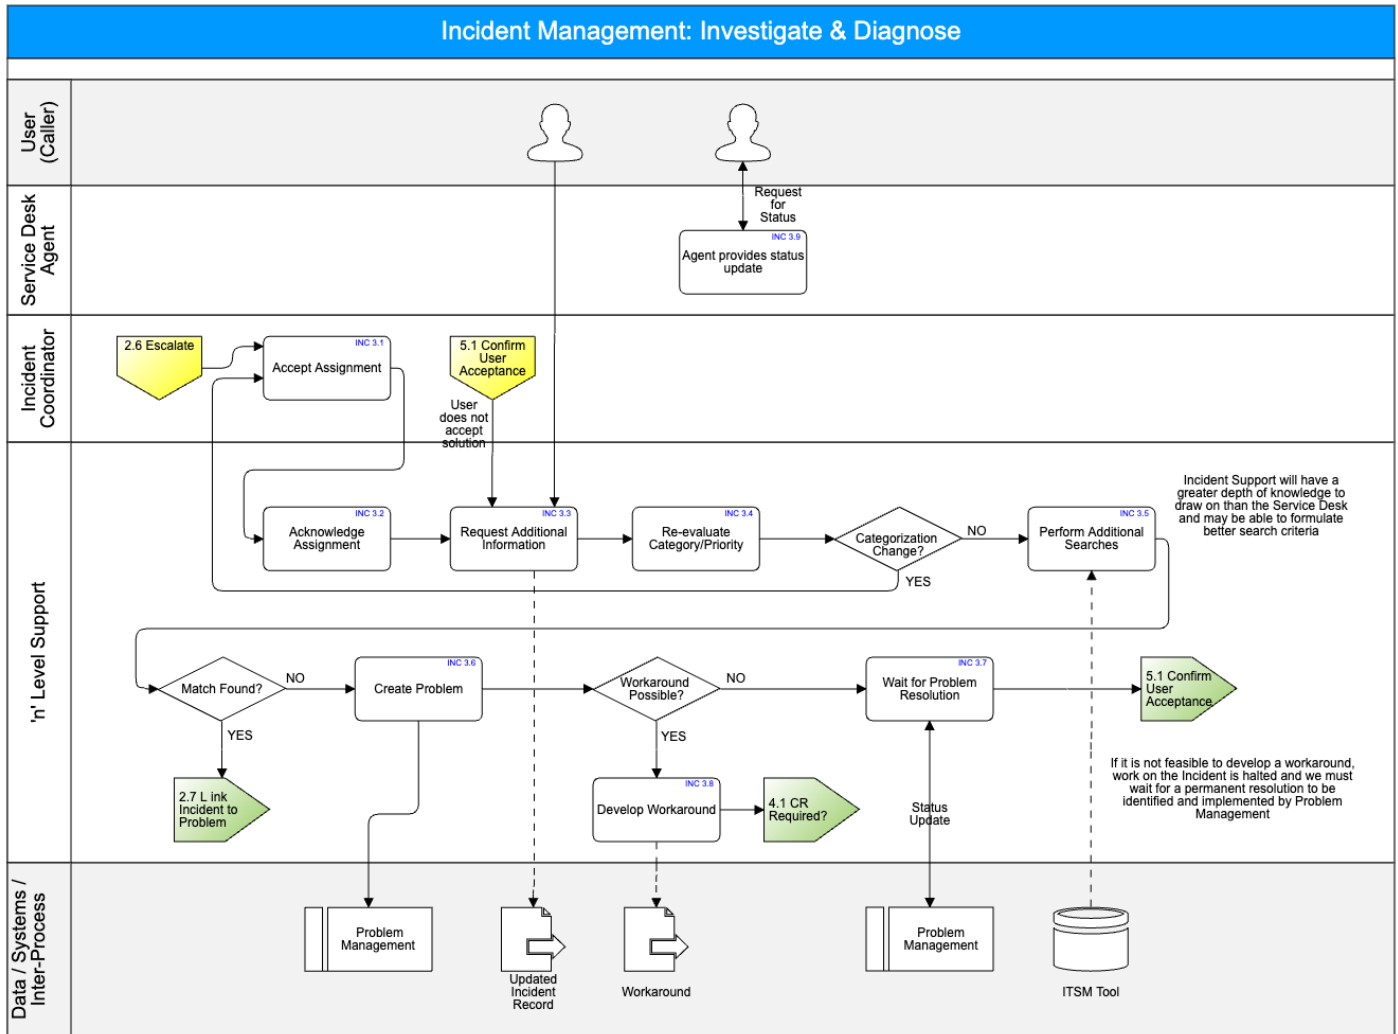 Incident Management: Investigate & Diagnose
User
(Caller)
Service Desk
Agent
Request
for
Status
INC 3.9
Agent provides status
update
Incident
Coordinator
2.6 Escalate
INC 3.1
Accept Assignment
5.1 Confirm
User
Acceptance
User
does not
accept
solution
'n' Level Support
INC 3.2
Acknowledge
Assignment
INC 3.3
Request Additional
Information
INC 3.4
Re-evaluate
Category/Priority
Categorization
Change?
NO
YES
INC 3.5
Perform Additional
Searches
Incident Support will have a
greater depth of knowledge to
draw on than the Service Desk
and may be able to formulate
better search criteria
Match Found?
NO
YES
INC 3.6
Create Problem
Workaround
Possible?
NO
YES
INC 3.7
Wait for Problem
Resolution
5.1 Confirm
User
Acceptance
2.7 L ink
Incident to
Problem
INC 3.8
Develop Workaround
4.1 CR
Required?
Status
Update
If it is not feasible to develop a workaround,
work on the Incident is halted and we must
wait for a permanent resolution to be
identified and implemented by Problem
Management
Data / Systems /
Inter-Process
Problem
Management
Updated
Incident
Record
Workaround
Problem
Management
ITSM Tool